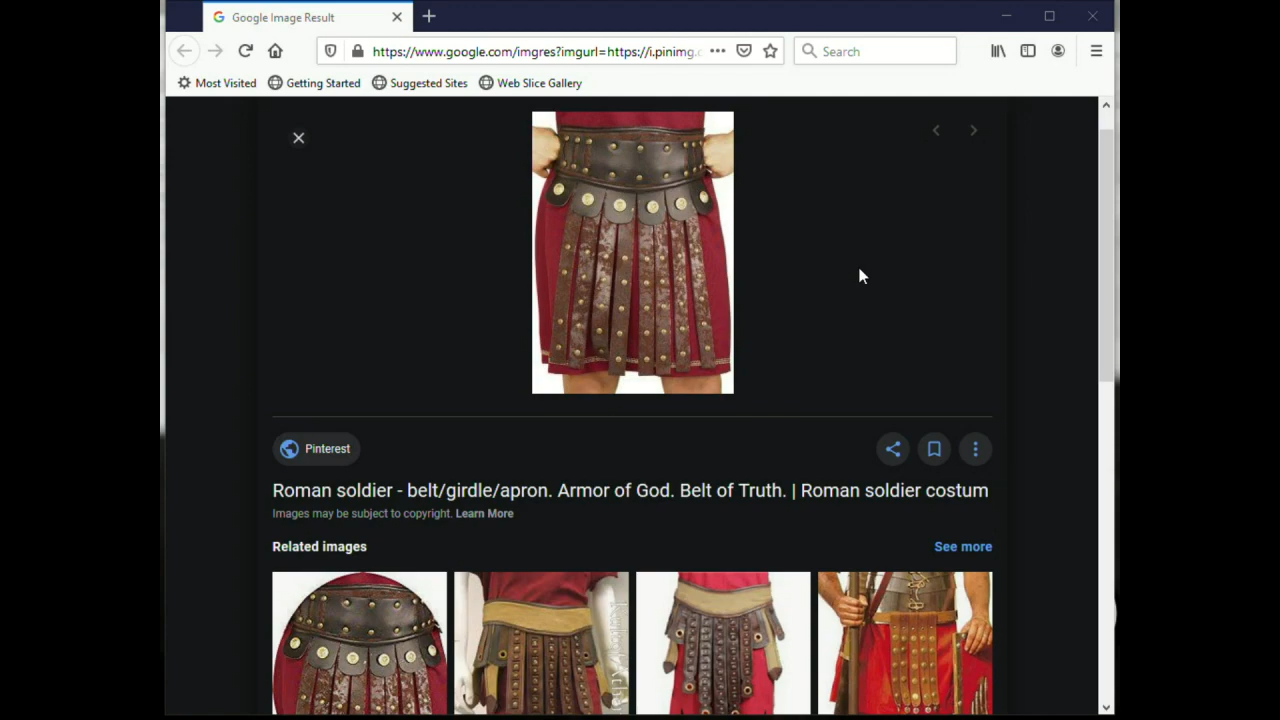 Google Image Result
https://www.google.com/imgres?imgurl=https://i.pinimg.c
Search
Most Visited
Getting Started
Suggested Sites
Web Slice Gallery
Pinterest
Roman soldier - belt/girdle/apron. Armor of God. Belt of Truth. | Roman soldier costum
Images may be subject to copyright. Learn More
Related images
See more